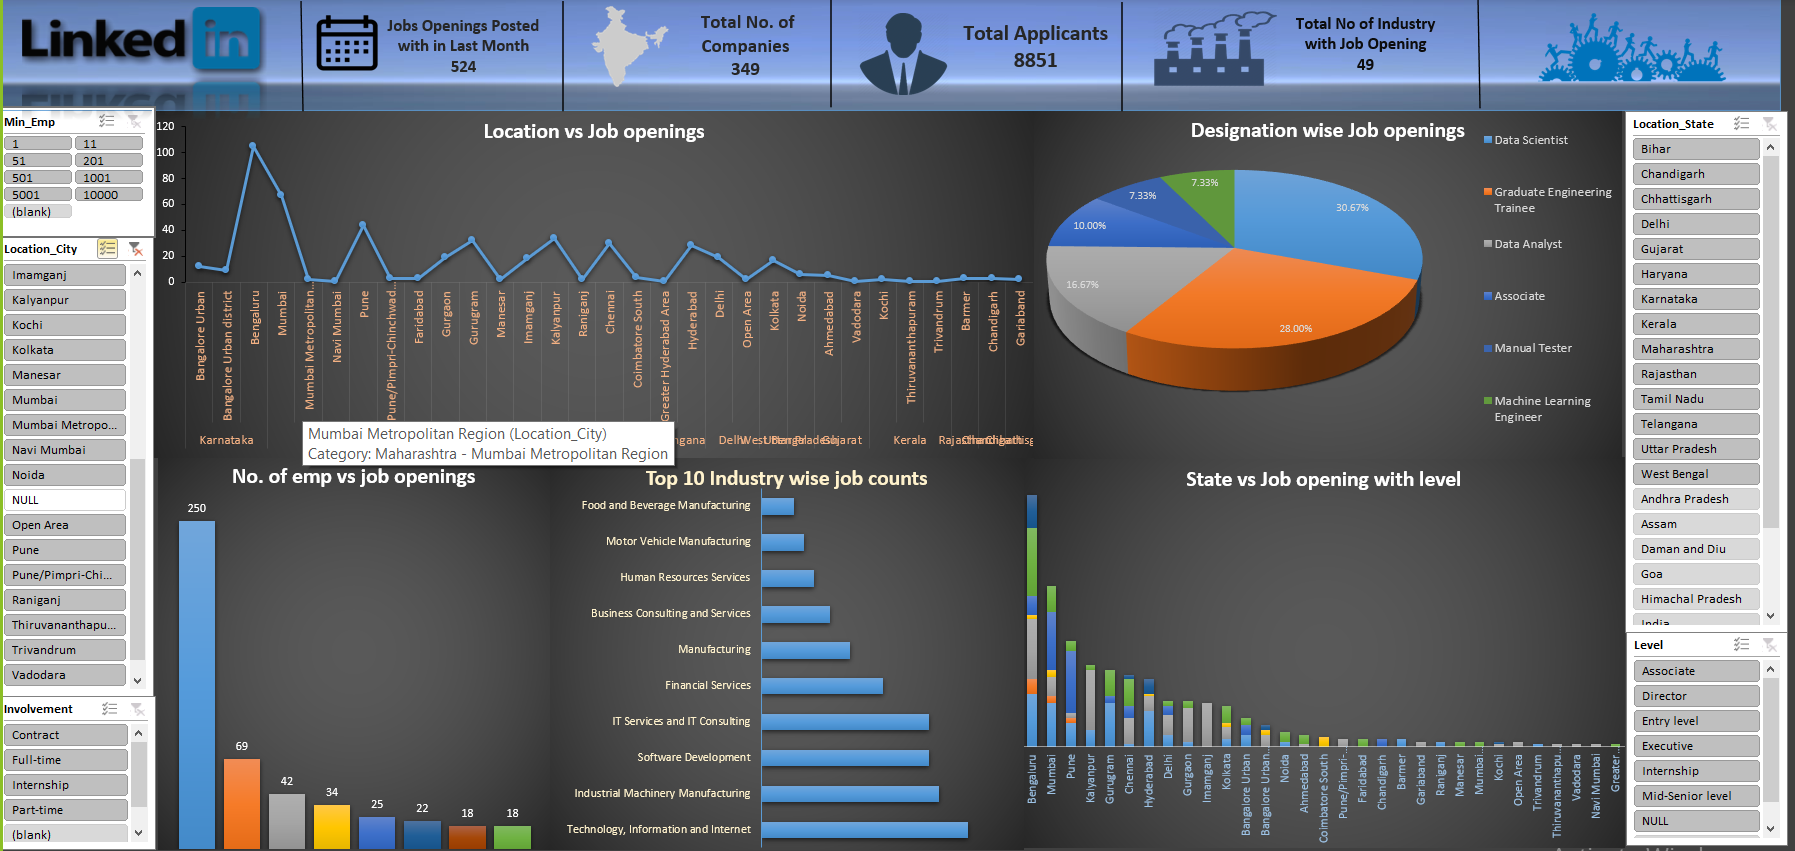 Linked in
Jobs Openings Posted
with in Last Month
524
Total No. of
Companies
349
Total Applicants
8851
Total No of Industry
with Job Opening
49
Min_Emp
1
11
51
201
501
1001
5001
10000
(blank)
Location_City
Imamganj
Kalyanpur
Kochi
Kolkata
Manesar
Mumbai
Mumbai Metropo...
Navi Mumbai
Noida
NULL
Open Area
Pune
Pune/Pimpri-Chi...
Raniganj
Thiruvananthapu...
Trivandrum
Vadodara
Involvement
Contract
Full-time
Internship
Part-time
(blank)
Location vs Job openings
120
100
80
60
40
20
0
Bangalore Urban
Bangalore Urban district
Bengaluru
Mumbai
Mumbai Metropolitan...
Navi Mumbai
Pune
Pune/Pimpri-Chinchwad...
Faridabad
Gurgaon
Gurugram
Manesar
Imamganj
Kalyanpur
Raniganj
Chennai
Coimbatore South
Greater Hyderabad Area
Hyderabad
Delhi
Open Area
Kolkata
Noida
Ahmedabad
Vadodara
Kochi
Thiruvananthapuram
Trivandrum
Barmer
Chandigarh
Gariaband
Karnataka
Kerala
Mumbai Metropolitan Region (Location_City)
Category: Maharashtra - Mumbai Metropolitan Region
Designation wise Job openings
30.67%
28.00%
16.67%
10.00%
7.33%
7.33%
Data Scientist
Graduate Engineering
Trainee
Data Analyst
Associate
Manual Tester
Machine Learning
Engineer
No. of emp vs job openings
250
69
42
34
25
22
18
18
Top 10 Industry wise job counts
Food and Beverage Manufacturing
Motor Vehicle Manufacturing
Human Resources Services
Business Consulting and Services
Manufacturing
Financial Services
IT Services and IT Consulting
Software Development
Industrial Machinery Manufacturing
Technology, Information and Internet
State vs Job opening with level
Bengaluru
Mumbai
Pune
Kalyanpur
Gurugram
Chennai
Hyderabad
Delhi
Gurgaon
Imamganj
Kolkata
Bangalore Urban
Bangalore Urban...
Noida
Ahmedabad
Coimbatore South
Pune/Pimpri-...
Faridabad
Chandigarh
Barmer
Gariaband
Raniganj
Manesar
Mumbai...
Kochi
Open Area
Trivandrum
Thiruvananthapu...
Vadodara
Navi Mumbai
Greater...
Location_State
Bihar
Chandigarh
Chhattisgarh
Delhi
Gujarat
Haryana
Karnataka
Kerala
Maharashtra
Rajasthan
Tamil Nadu
Telangana
Uttar Pradesh
West Bengal
Andhra Pradesh
Assam
Daman and Diu
Goa
Himachal Pradesh
India
Level
Associate
Director
Entry level
Executive
Internship
Mid-Senior level
NULL